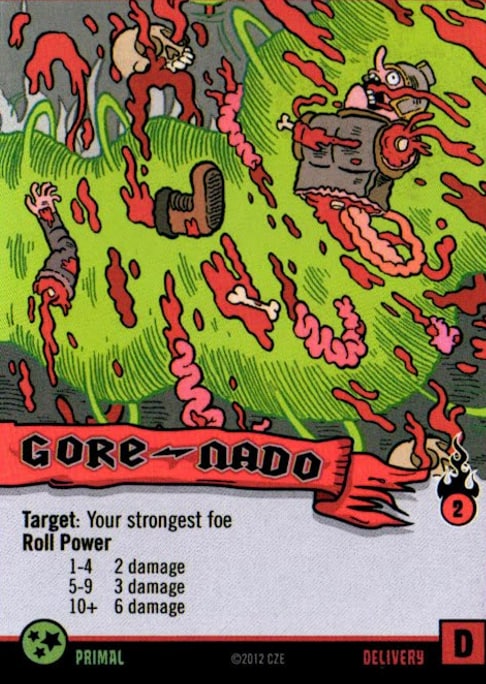 GORE-NADO
2
Target: Your strongest foe
Roll Power
1-4 2 damage
5-9 3 damage
10+ 6 damage
PRIMAL ©2012 CZE DELIVERY D